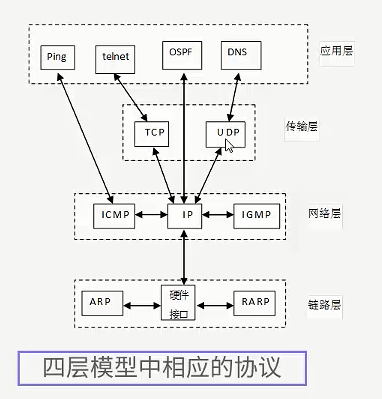 Ping telnet OSPF DNS 应用层
TCP UDP 传输层
ICMP IP IGMP 网络层
ARP 硬件接口 RARP 链路层
四层模型中相应的协议